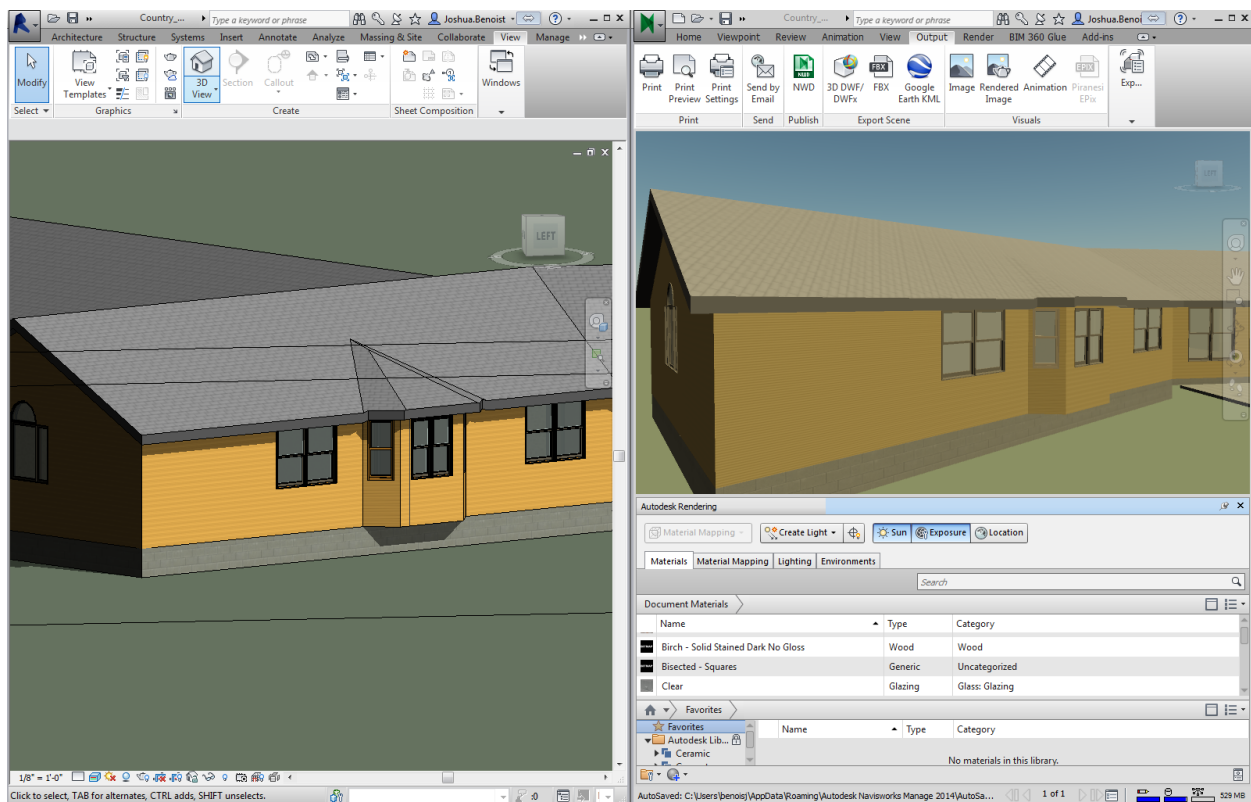 Country_... Type a keyword or phrase Joshua.Benoist
Architecture Structure Systems Insert Annotate Analyze Massing & Site Collaborate View Manage
Modify
View
Templates
3D
View
Section
Callout
Windows
Select Graphics Create Sheet Composition
LEFT
1/8" = 1'-0"
Click to select, TAB for alternates, CTRL adds, SHIFT unselects.
:0
Country_... Type a keyword or phrase Joshua.Benoi
Home Viewpoint Review Animation View Output Render BIM 360 Glue Add-ins
Print
Print
Preview
Print
Settings
Send by
Email
NWD
NWD
3D DWF/
DWFx
FBX
FBX
Google
Earth KML
Image
Rendered
Image
Animation
EPIX
Piranesi
EPix
Exp...
Print Send Publish Export Scene Visuals
LEFT
Autodesk Rendering
Material Mapping Create Light Sun Exposure Location
Materials Material Mapping Lighting Environments
Search
Document Materials
Name Type Category
Birch - Solid Stained Dark No Gloss Wood Wood
Bisected - Squares Generic Uncategorized
Clear Glazing Glass: Glazing
Favorites
Favorites
Name Type Category
Autodesk Lib...
Ceramic
No materials in this library.
AutoSaved: C:\Users\benoisj\AppData\Roaming\Autodesk Navisworks Manage 2014\AutoSa... 1 of 1 529 MB